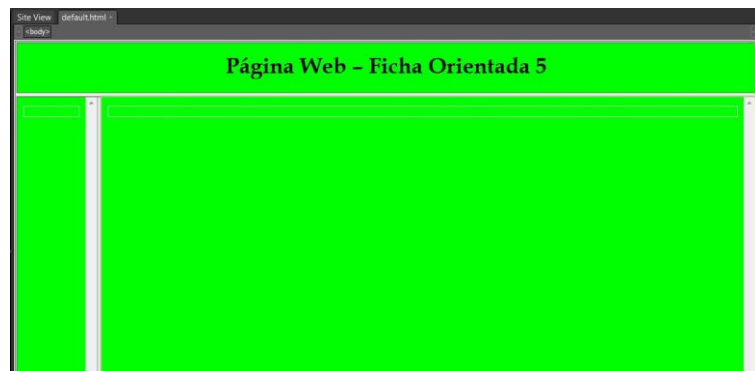 Site View default.html ×
<body>
Página Web – Ficha Orientada 5